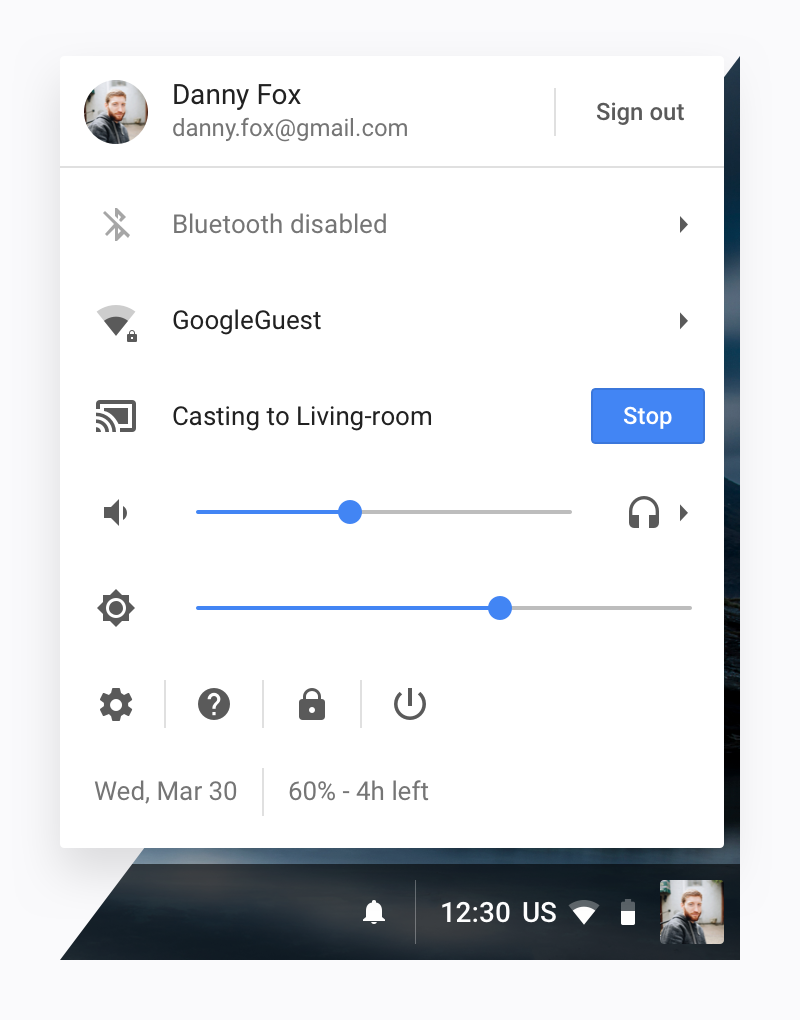 Danny Fox
danny.fox@gmail.com
Sign out
Bluetooth disabled
GoogleGuest
Casting to Living-room
Stop
Wed, Mar 30
60% - 4h left
12:30 US